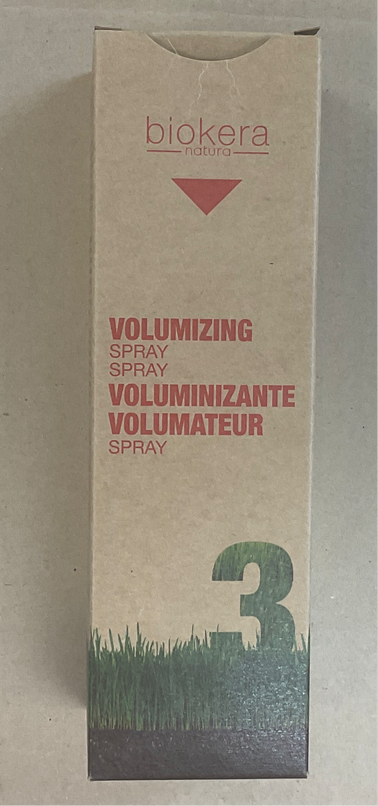 biokera
natura
VOLUMIZING
SPRAY
SPRAY
VOLUMINIZANTE
VOLUMATEUR
SPRAY
3